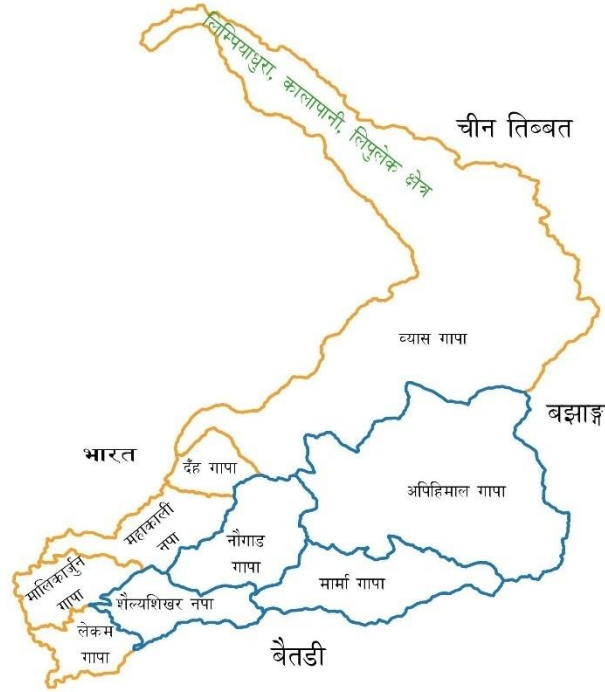 लिम्पियाधुरा, कालापानी, लिपुलेक क्षेत्र
चीन तिब्बत
व्यास गापा
बझाङ्ग
भारत
दँह गापा
अपिहिमाल गापा
महाकाली
नपा
नौगाड
गापा
मार्मा गापा
मालिकार्जुन
गापा
शैल्यशिखर नपा
लेकम
गापा
बैतडी